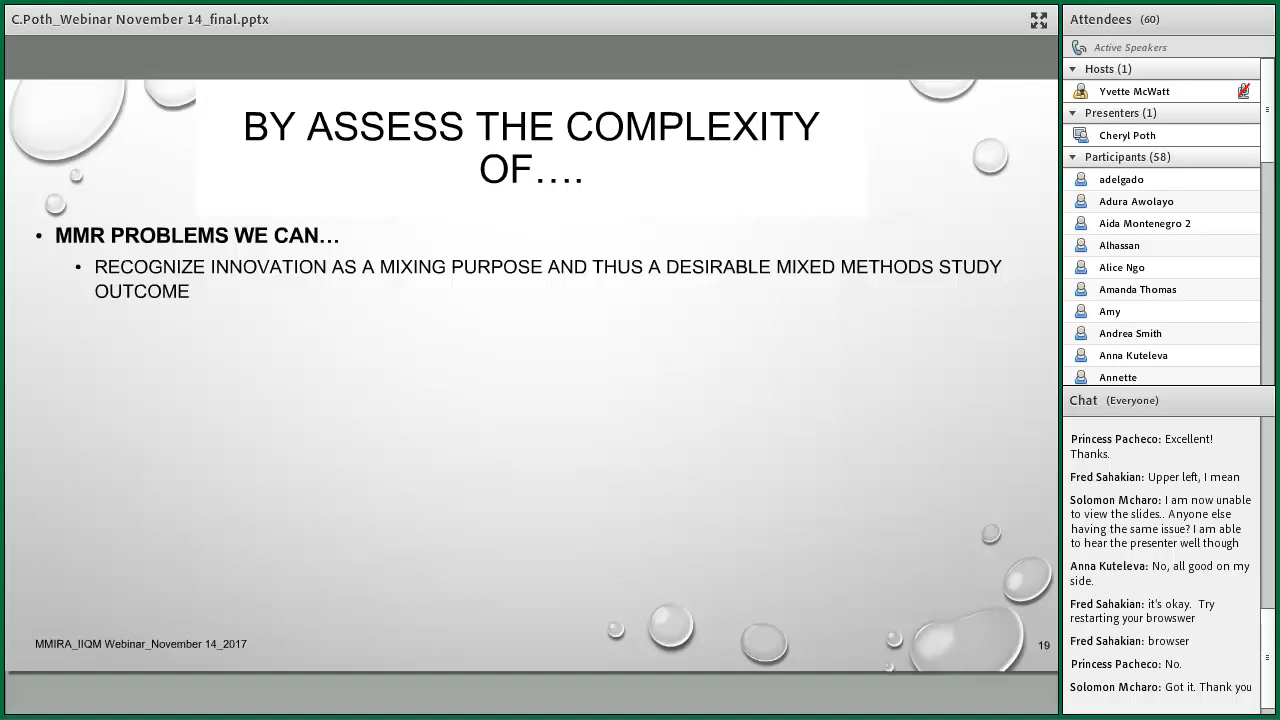 C.Poth_Webinar November 14_final.pptx
BY ASSESS THE COMPLEXITY
OF....
• MMR PROBLEMS WE CAN...
• RECOGNIZE INNOVATION AS A MIXING PURPOSE AND THUS A DESIRABLE MIXED METHODS STUDY
OUTCOME
MMIRA_IIQM Webinar_November 14_2017
19
Attendees (60)
Active Speakers
Hosts (1)
Yvette McWatt
Presenters (1)
Cheryl Poth
Participants (58)
adelgado
Adura Awolayo
Aida Montenegro 2
Alhassan
Alice Ngo
Amanda Thomas
Amy
Andrea Smith
Anna Kuteleva
Annette
Chat (Everyone)
Princess Pacheco: Excellent!
Thanks.
Fred Sahakian: Upper left, I mean
Solomon Mcharo: I am now unable
to view the slides.. Anyone else
having the same issue? I am able
to hear the presenter well though
Anna Kuteleva: No, all good on my
side.
Fred Sahakian: it's okay. Try
restarting your browswer
Fred Sahakian: browser
Princess Pacheco: No.
Solomon Mcharo: Got it. Thank you